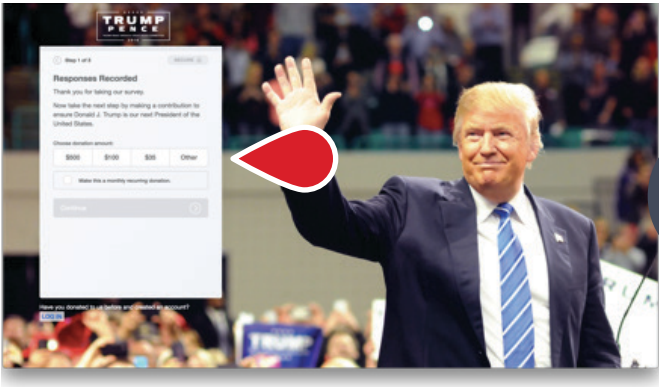 TRUMP
PENCE
2016
Step 1 of 3
SECURE
Responses Recorded
Thank you for taking our survey.
Now take the next step by making a contribution to
ensure Donald J. Trump is our next President of the
United States.
Choose donation amount:
$500 $100 $35 Other
Make this a monthly recurring donation.
Continue
Have you donated to us before and created an account?
LOG IN
TRUMP